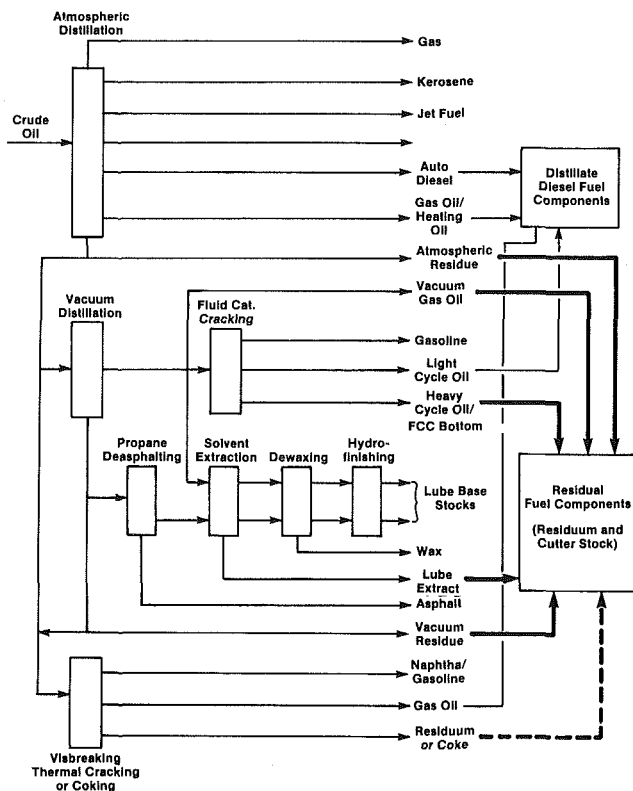 Atmospheric
Distillation
Gas
Kerosene
Crude
Oil
Jet Fuel
Auto
Diesel
Distillate
Diesel Fuel
Components
Gas Oil/
Heating
Oil
Atmospheric
Residue
Vacuum
Distillation
Fluid Cat.
Cracking
Vacuum
Gas Oil
Gasoline
Light
Cycle Oil
Heavy
Cycle Oil/
FCC Bottom
Propane
Deasphalting
Solvent
Extraction
Dewaxing
Hydro-
finishing
Lube Base
Stocks
Residual
Fuel Components
(Residuum and
Cutter Stock)
Wax
Lube
Extract
Asphalt
Vacuum
Residue
Naphtha/
Gasoline
Gas Oil
Residuum
or Coke
Visbreaking
Thermal Cracking
or Coking